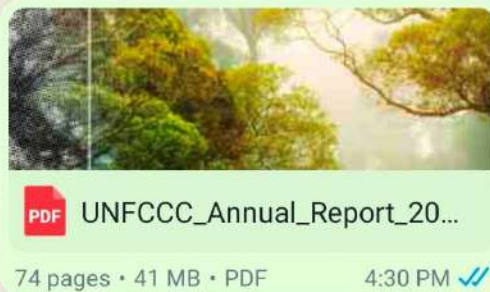 PDF UNFCCC_Annual_Report_20...
74 pages • 41 MB • PDF 4:30 PM